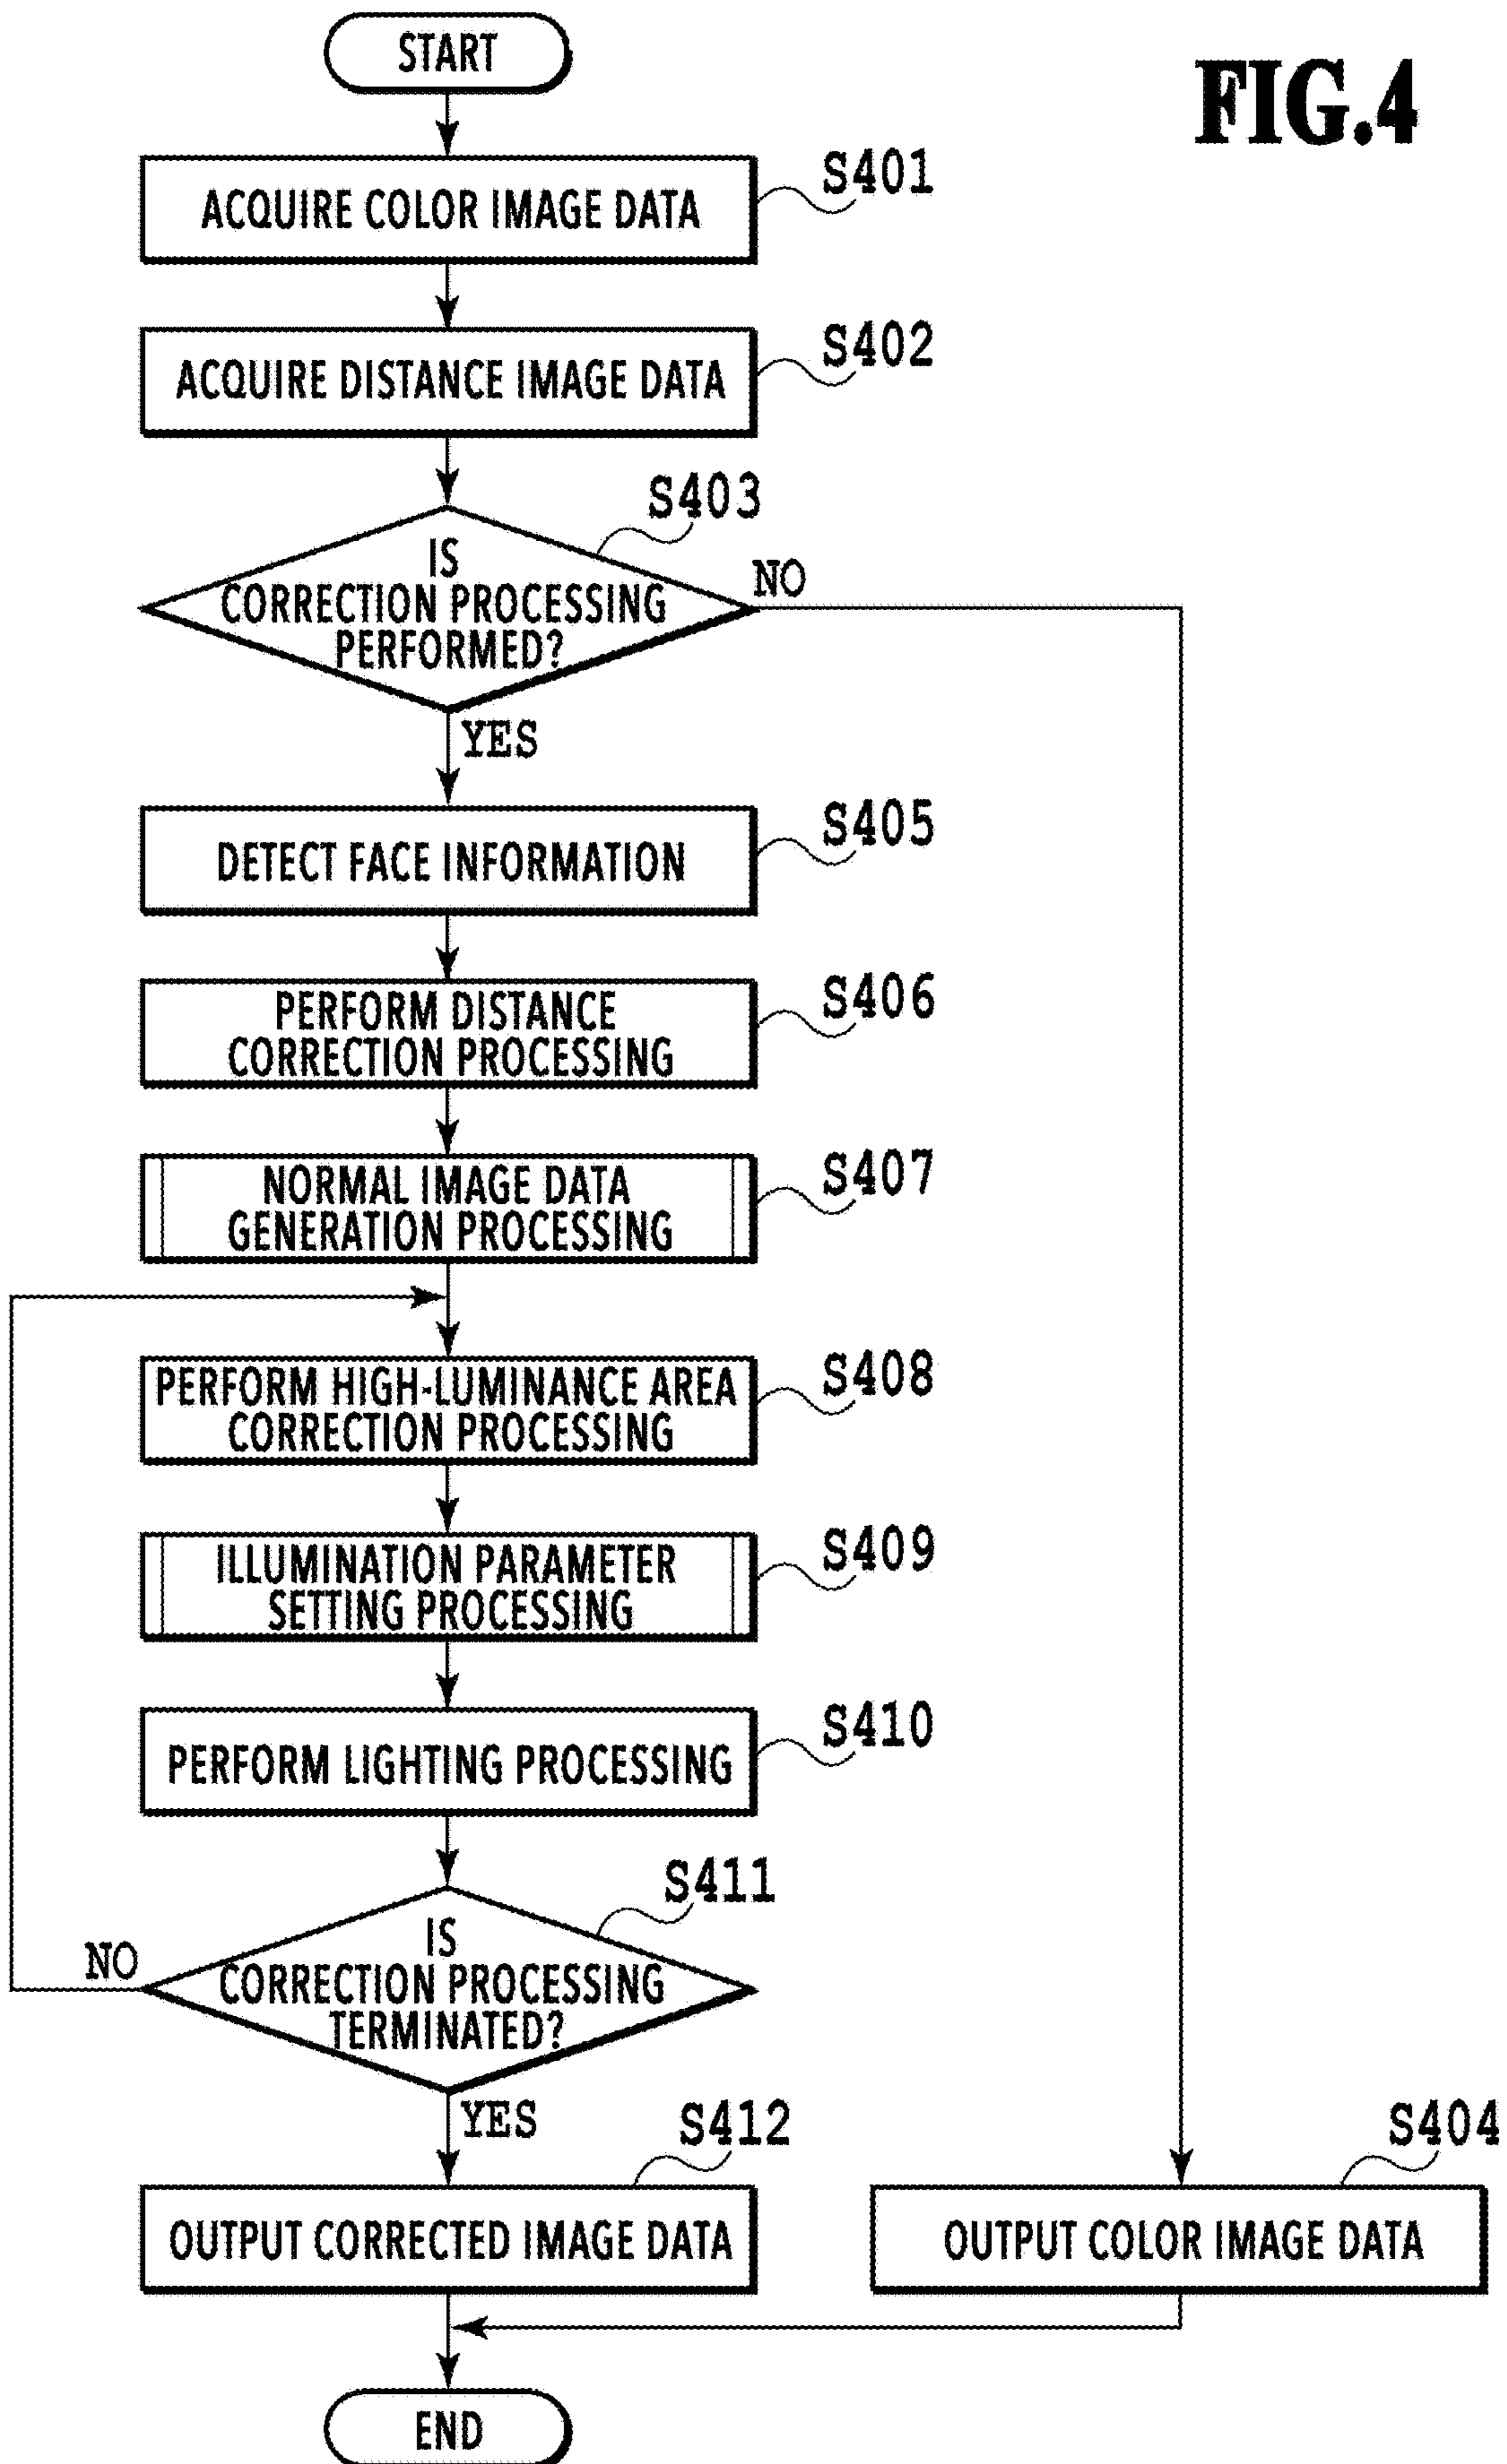 START
FIG.4
S401
ACQUIRE COLOR IMAGE DATA
S402
ACQUIRE DISTANCE IMAGE DATA
S403
IS
CORRECTION PROCESSING
PERFORMED?
NO
YES
S405
DETECT FACE INFORMATION
S406
PERFORM DISTANCE
CORRECTION PROCESSING
S407
NORMAL IMAGE DATA
GENERATION PROCESSING
S408
PERFORM HIGH-LUMINANCE AREA
CORRECTION PROCESSING
S409
ILLUMINATION PARAMETER
SETTING PROCESSING
S410
PERFORM LIGHTING PROCESSING
S411
IS
CORRECTION PROCESSING
TERMINATED?
NO
YES
S412
OUTPUT CORRECTED IMAGE DATA
S404
OUTPUT COLOR IMAGE DATA
END